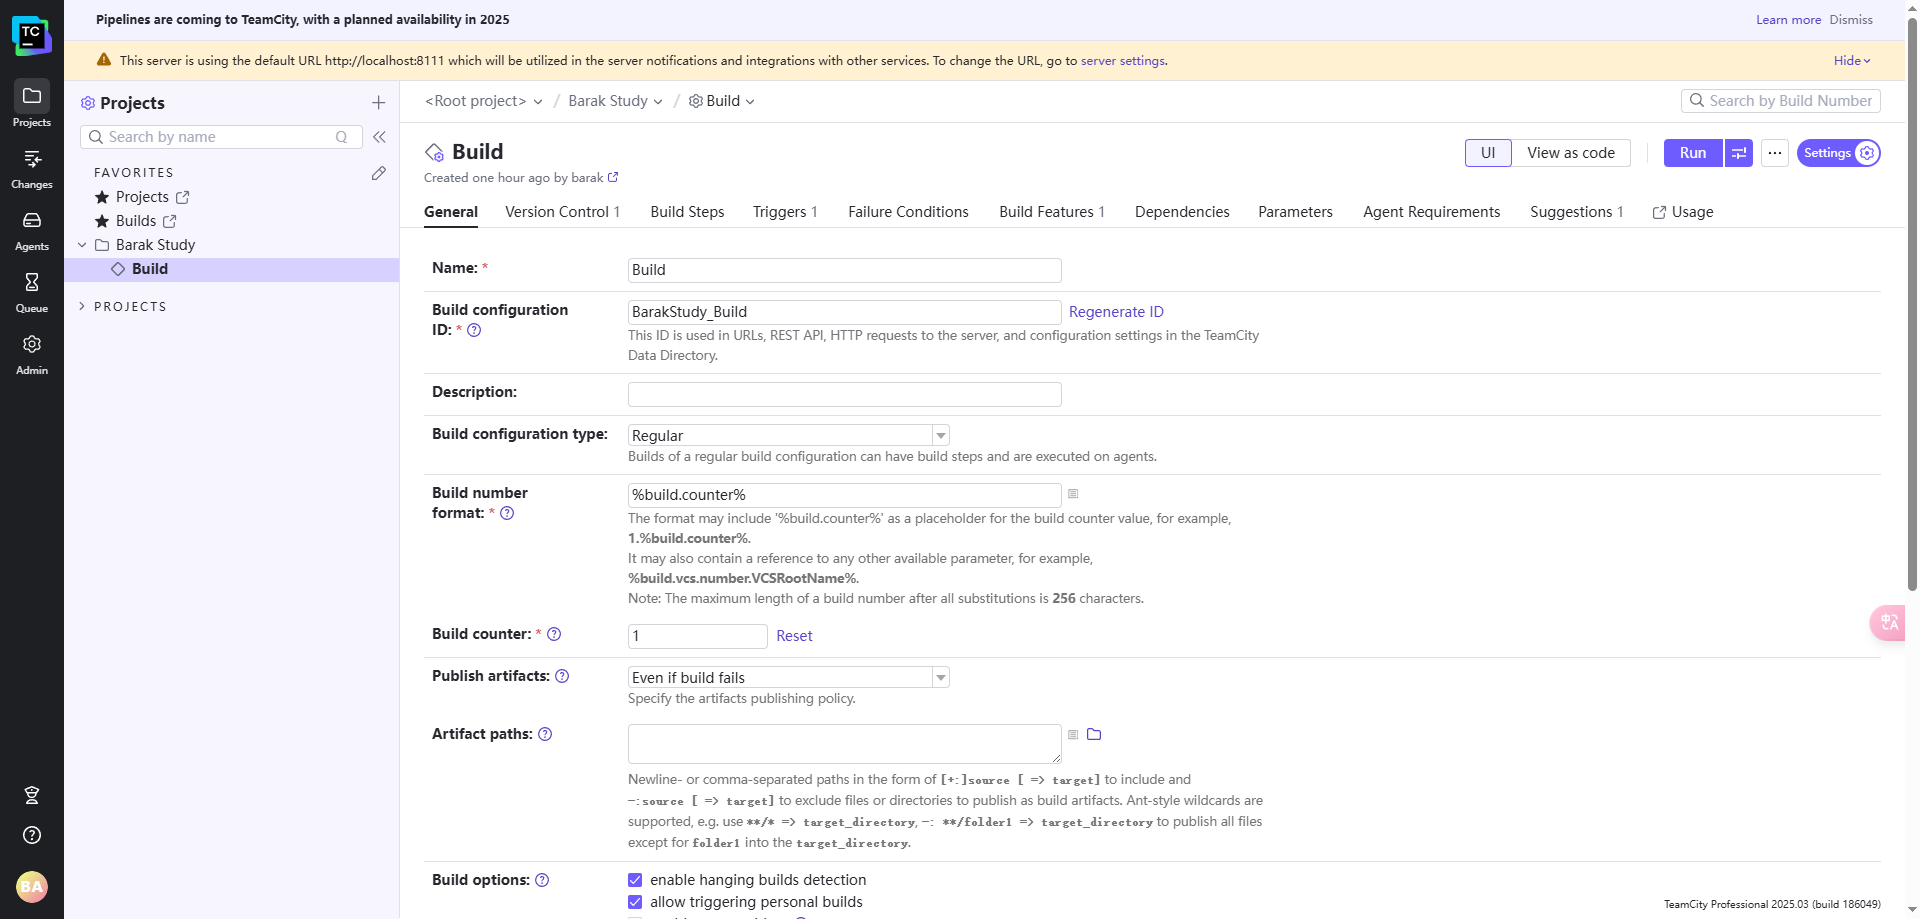 Pipelines are coming to TeamCity, with a planned availability in 2025
Learn more Dismiss
This server is using the default URL http://localhost:8111 which will be utilized in the server notifications and integrations with other services. To change the URL, go to server settings.
Hide
TC
Projects
Changes
Agents
Queue
Admin
BA
Projects
Search by name Q
FAVORITES
Projects
Builds
Barak Study
Build
PROJECTS
<Root project> / Barak Study / Build
Search by Build Number
Build
Created one hour ago by barak
UI View as code
Run
...
Settings
General Version Control 1 Build Steps Triggers 1 Failure Conditions Build Features 1 Dependencies Parameters Agent Requirements Suggestions 1 Usage
Name: * Build
Build configuration ID: * BarakStudy_Build Regenerate ID
This ID is used in URLs, REST API, HTTP requests to the server, and configuration settings in the TeamCity
Data Directory.
Description:
Build configuration type: Regular
Builds of a regular build configuration can have build steps and are executed on agents.
Build number format: * %build.counter%
The format may include '%build.counter%' as a placeholder for the build counter value, for example,
1.%build.counter%.
It may also contain a reference to any other available parameter, for example,
%build.vcs.number.VCSRootName%.
Note: The maximum length of a build number after all substitutions is 256 characters.
Build counter: * 1 Reset
Publish artifacts: Even if build fails
Specify the artifacts publishing policy.
Artifact paths:
Newline- or comma-separated paths in the form of [+:]source [ => target] to include and
-:source [ => target] to exclude files or directories to publish as build artifacts. Ant-style wildcards are
supported, e.g. use **/* => target_directory, -: **/folder1 => target_directory to publish all files
except for folder1 into the target_directory.
Build options: enable hanging builds detection
allow triggering personal builds
TeamCity Professional 2025.03 (build 186049)